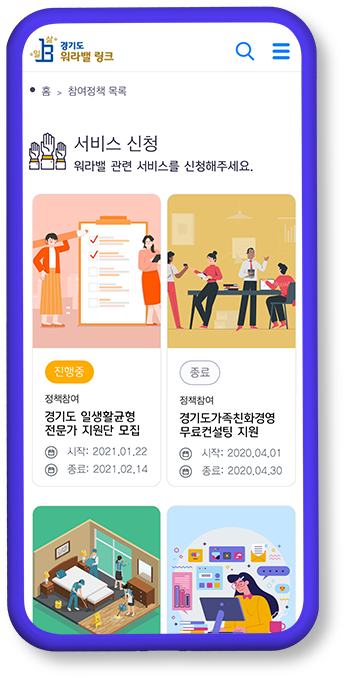 일
삶
경기도
워라밸 링크
홈 > 참여정책 목록
서비스 신청
워라밸 관련 서비스를 신청해주세요.
진행중
정책참여
경기도 일생활균형
전문가 지원단 모집
시작: 2021.01.22
종료: 2021.02.14
종료
정책참여
경기도가족친화경영
무료컨설팅 지원
시작: 2020.04.01
종료: 2020.04.30